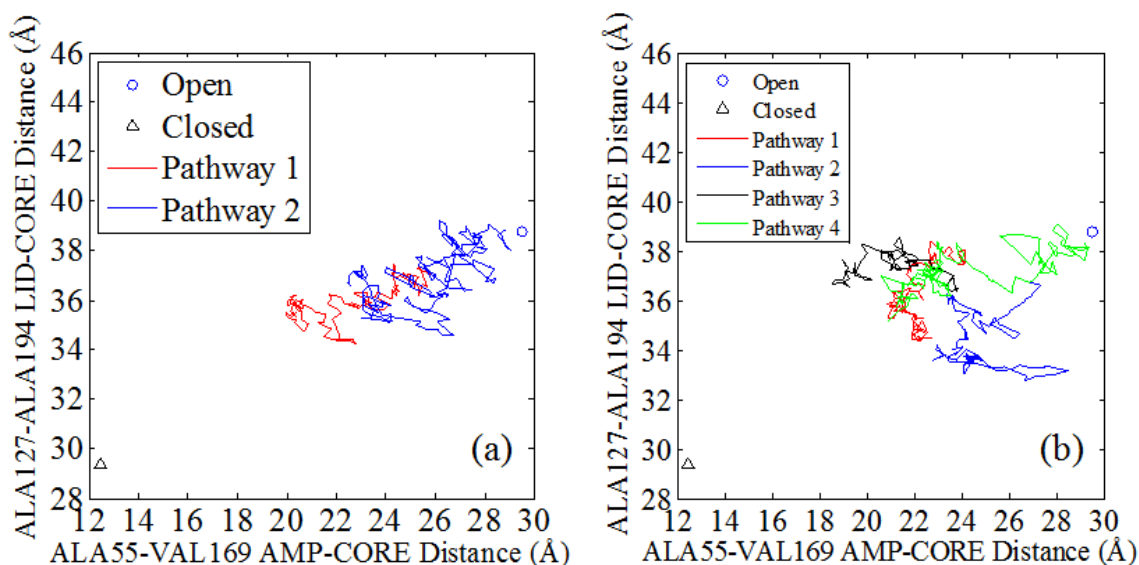 ALA127-ALA194 LID-CORE Distance (Å)
46
44
42
40
38
36
34
32
30
28
Open
Closed
Pathway 1
Pathway 2
(a)
12 14 16 18 20 22 24 26 28 30
ALA55-VAL169 AMP-CORE Distance (Å)
ALA127-ALA194 LID-CORE Distance (Å)
46
44
42
40
38
36
34
32
30
28
Open
Closed
Pathway 1
Pathway 2
Pathway 3
Pathway 4
(b)
12 14 16 18 20 22 24 26 28 30
ALA55-VAL169 AMP-CORE Distance (Å)